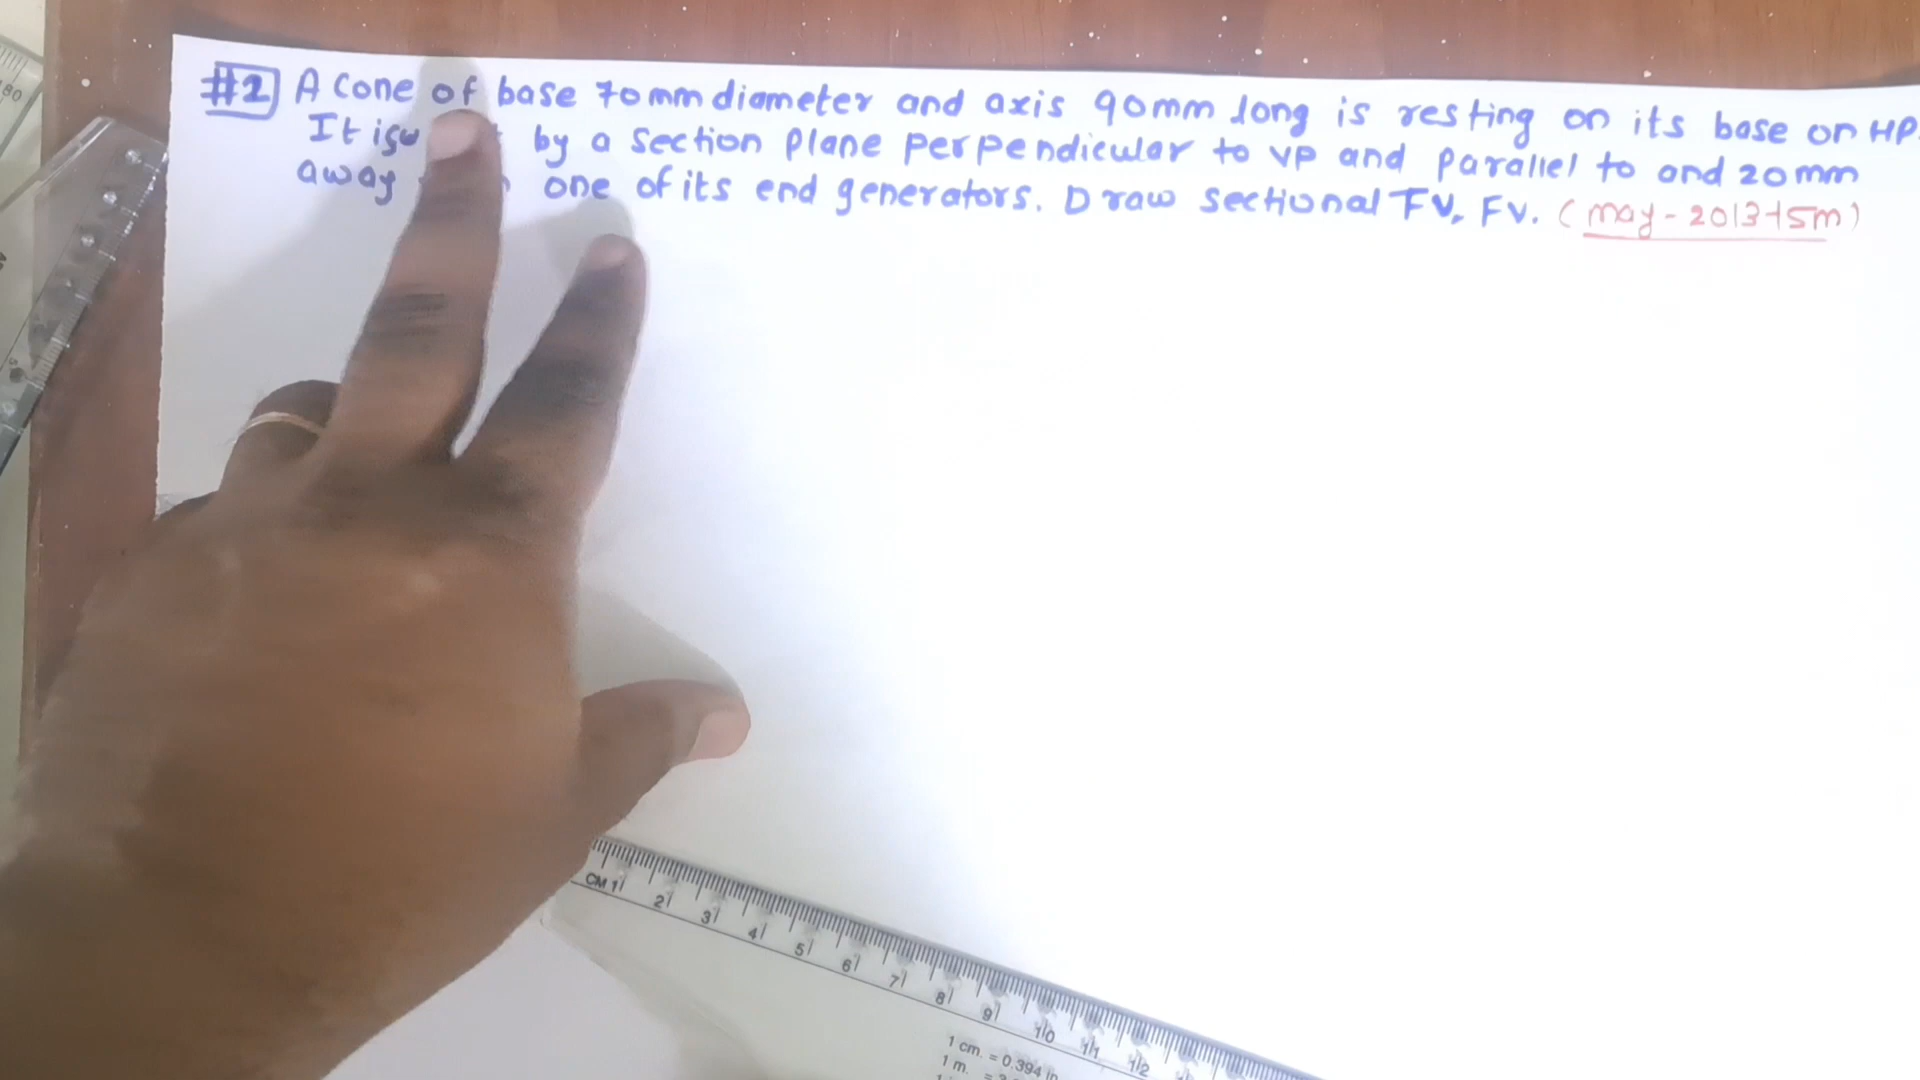 #2 A cone of base 70mm diameter and axis 90mm long is resting on its base on HP.
It is by a section plane perpendicular to VP and parallel to and 20mm
away one of its end generators. Draw sectional TV, FV. (may-2013-15m)
CM 1 2 3 4 5 6 7 8 9 10 11 12
1 cm. = 0.394 in
1 m.
80